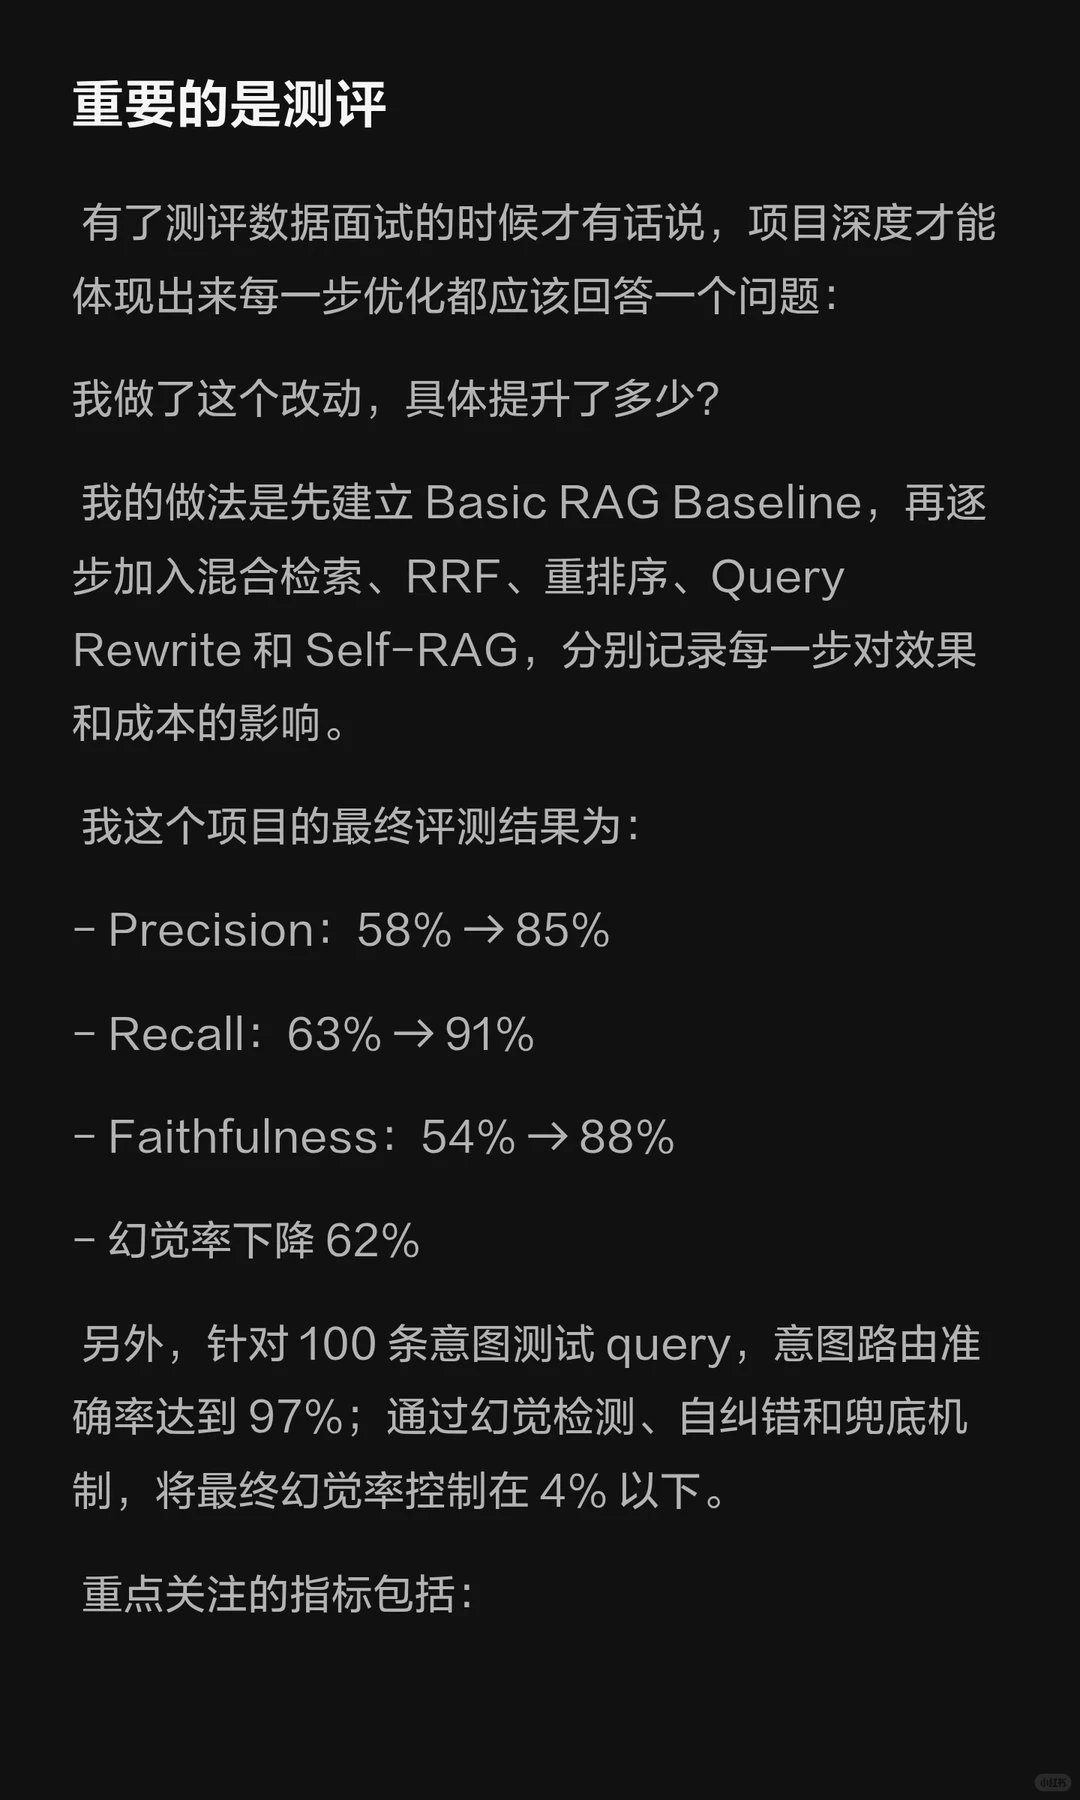 重要的是测评
有了测评数据面试的时候才有话说，项目深度才能
体现出来每一步优化都应该回答一个问题：
我做了这个改动，具体提升了多少？
我的做法是先建立 Basic RAG Baseline，再逐
步加入混合检索、RRF、重排序、Query
Rewrite 和 Self-RAG，分别记录每一步对效果
和成本的影响。
我这个项目的最终评测结果为：
- Precision：58% → 85%
- Recall：63% → 91%
- Faithfulness：54% → 88%
- 幻觉率下降 62%
另外，针对 100 条意图测试 query，意图路由准
确率达到 97%；通过幻觉检测、自纠错和兜底机
制，将最终幻觉率控制在 4% 以下。
重点关注的指标包括：
小红书